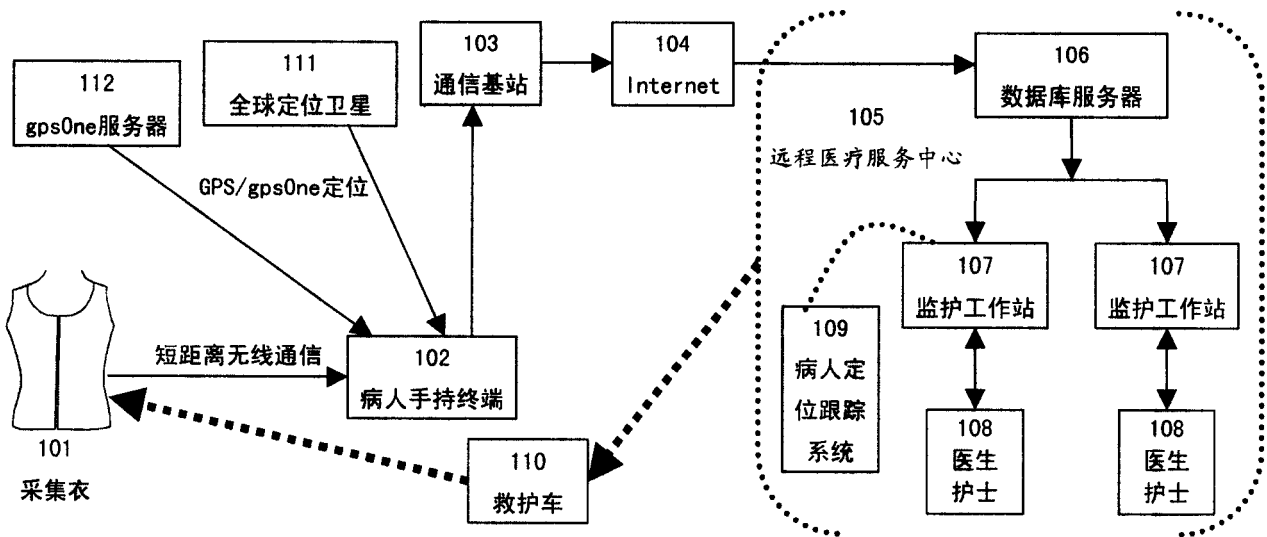 112
gpsOne服务器
111
全球定位卫星
103
通信基站
104
Internet
106
数据库服务器
105
远程医疗服务中心
GPS/gpsOne定位
107
监护工作站
107
监护工作站
109
病人定
位跟踪
系统
短距离无线通信
102
病人手持终端
108
医生
护士
108
医生
护士
101
采集衣
110
救护车